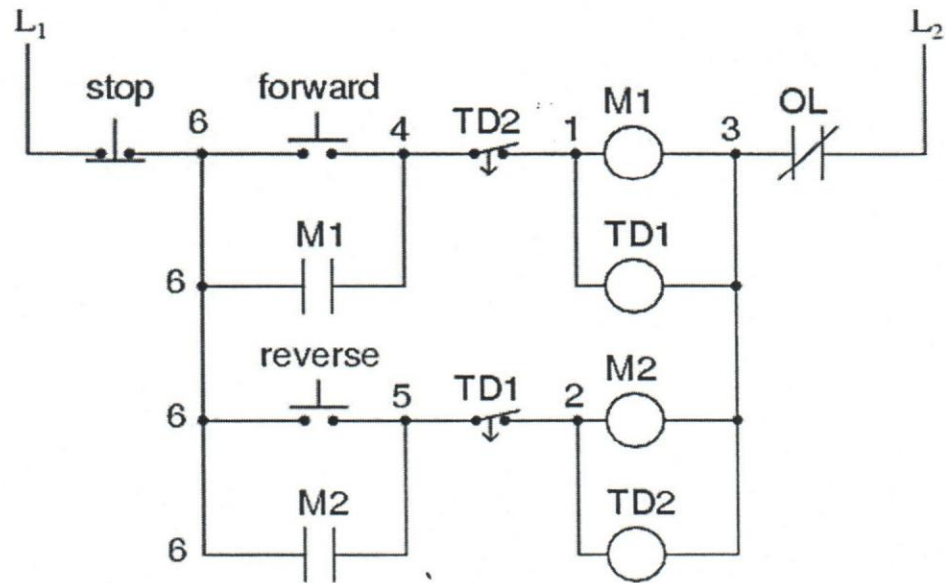 L₁ L₂
stop 6 forward 4 TD2 1 M1 3 OL
6 M1 TD1
6 reverse 5 TD1 2 M2
6 M2 TD2